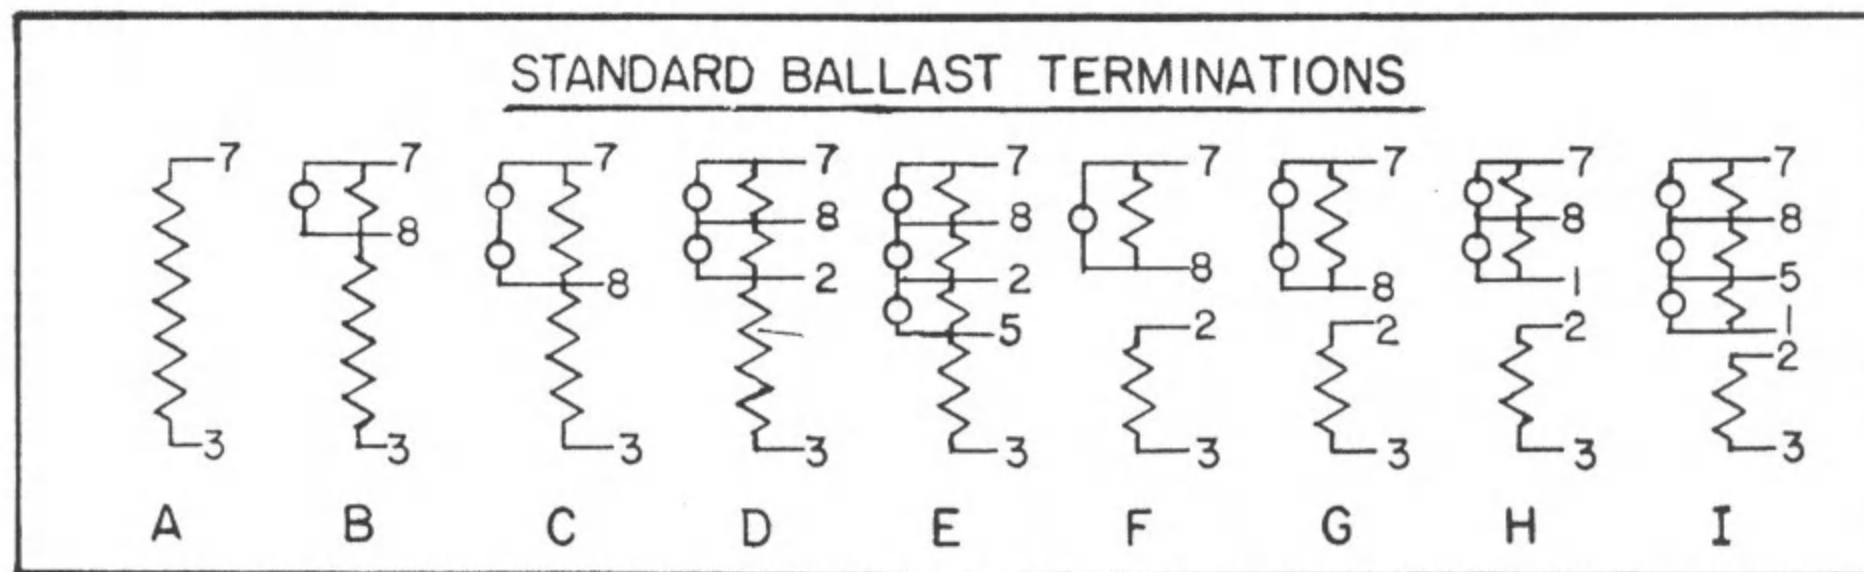 STANDARD BALLAST TERMINATIONS
7 7 7 7 7 7 7 7 7
8 8 8 8 8
8 2 2 8 8 1 5
5 2 2 2 1
2
3 3 3 3 3 3 3 3 3
A B C D E F G H I